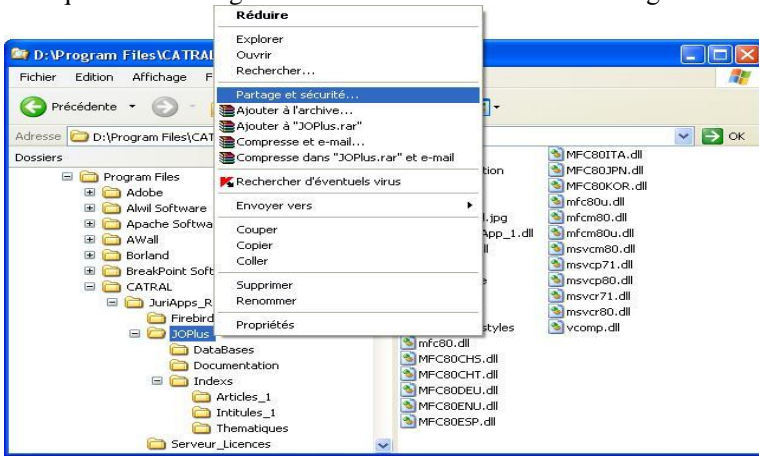 Réduire
Explorer
Ouvrir
Rechercher...
Partage et sécurité...
Ajouter à l'archive...
Ajouter à "JOPlus.rar"
Compresse et e-mail...
Compresse dans "JOPlus.rar" et e-mail
Rechercher d'éventuels virus
Envoyer vers
Couper
Copier
Coller
Supprimer
Renommer
Propriétés
D:\Program Files\CATRAL
Fichier Edition Affichage F
Précédente
Adresse D:\Program Files\CAT OK
Dossiers
Program Files
Adobe
Alwil Software
Apache Softwa
AWall
Borland
BreakPoint Soft
CATRAL
JuriApps_R
Firebird
JOPlus
DataBases
Documentation
Indexs
Articles_1
Intitules_1
Thematiques
Serveur_Licences
tion
l.jpg
App_1.dll
styles
mfc80.dll
MFC80CHS.dll
MFC80CHT.dll
MFC80DEU.dll
MFC80ENU.dll
MFC80ESP.dll
MFC80ITA.dll
MFC80JPN.dll
MFC80KOR.dll
mfc80u.dll
mfcm80.dll
mfcm80u.dll
msvcm80.dll
msvcp71.dll
msvcp80.dll
msvcr71.dll
msvcr80.dll
vcomp.dll